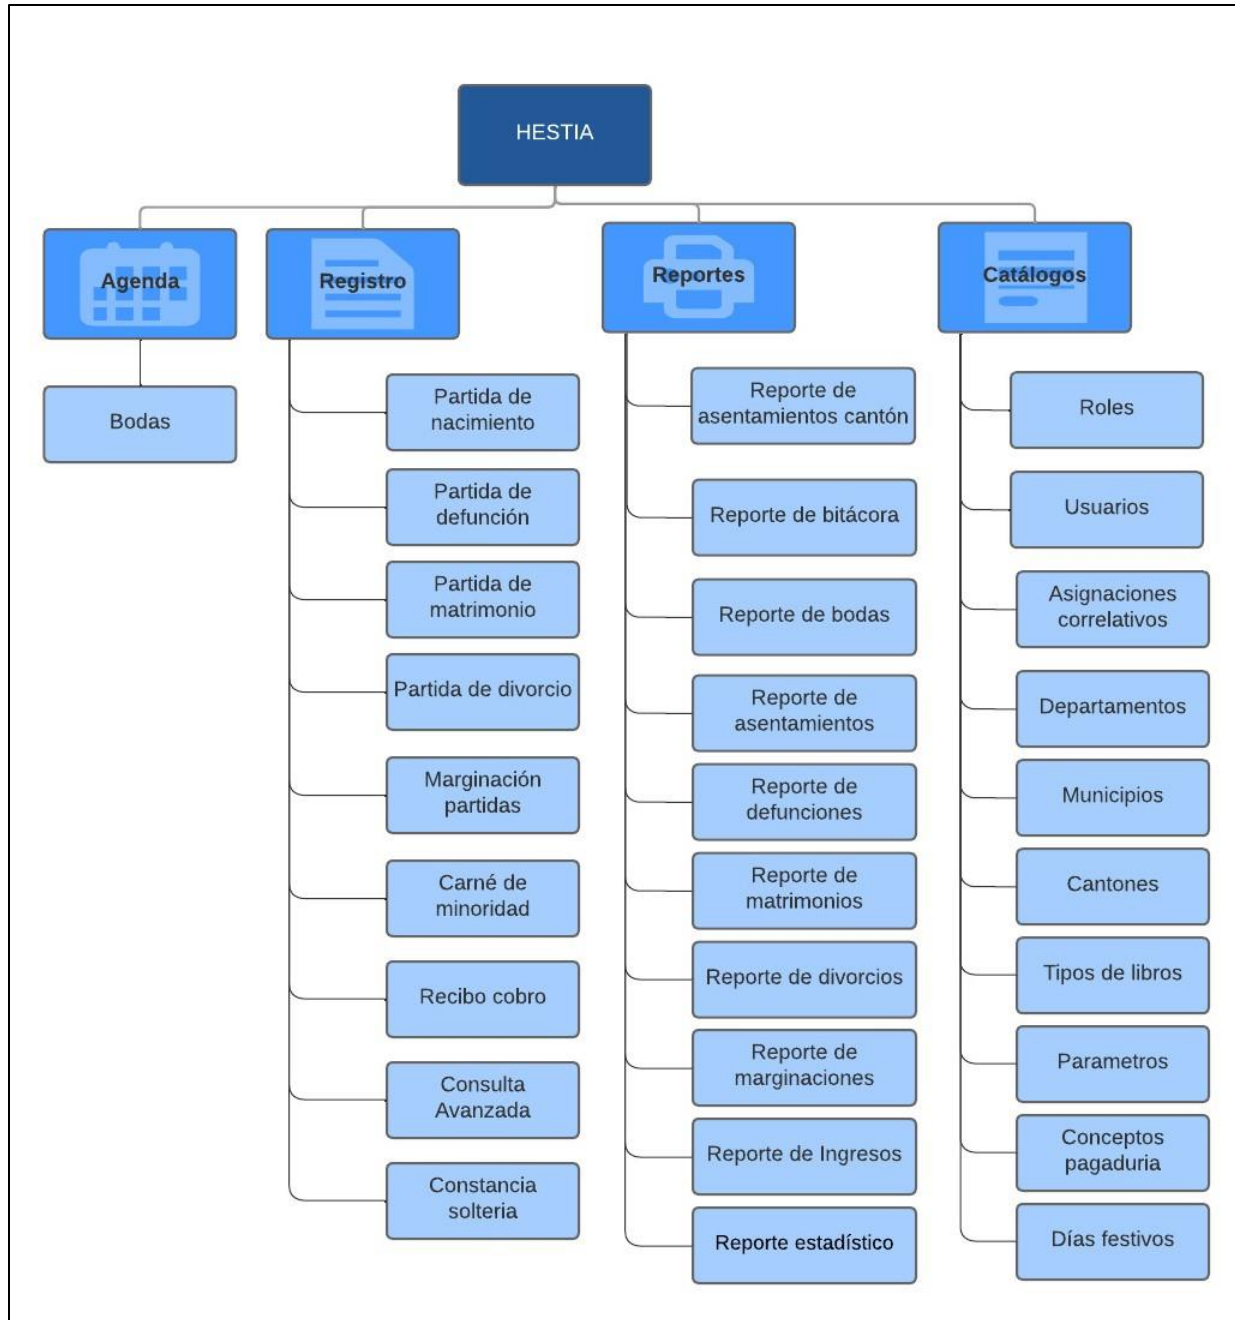 HESTIA
Agenda
Registro
Reportes
Catálogos
Bodas
Partida de
nacimiento
Partida de
defunción
Partida de
matrimonio
Partida de divorcio
Marginación
partidas
Carné de
minoridad
Recibo cobro
Consulta
Avanzada
Constancia
solteria
Reporte de
asentamientos cantón
Reporte de bitácora
Reporte de bodas
Reporte de
asentamientos
Reporte de
defunciones
Reporte de
matrimonios
Reporte de divorcios
Reporte de
marginaciones
Reporte de Ingresos
Reporte estadístico
Roles
Usuarios
Asignaciones
correlativos
Departamentos
Municipios
Cantones
Tipos de libros
Parametros
Conceptos
pagaduria
Días festivos